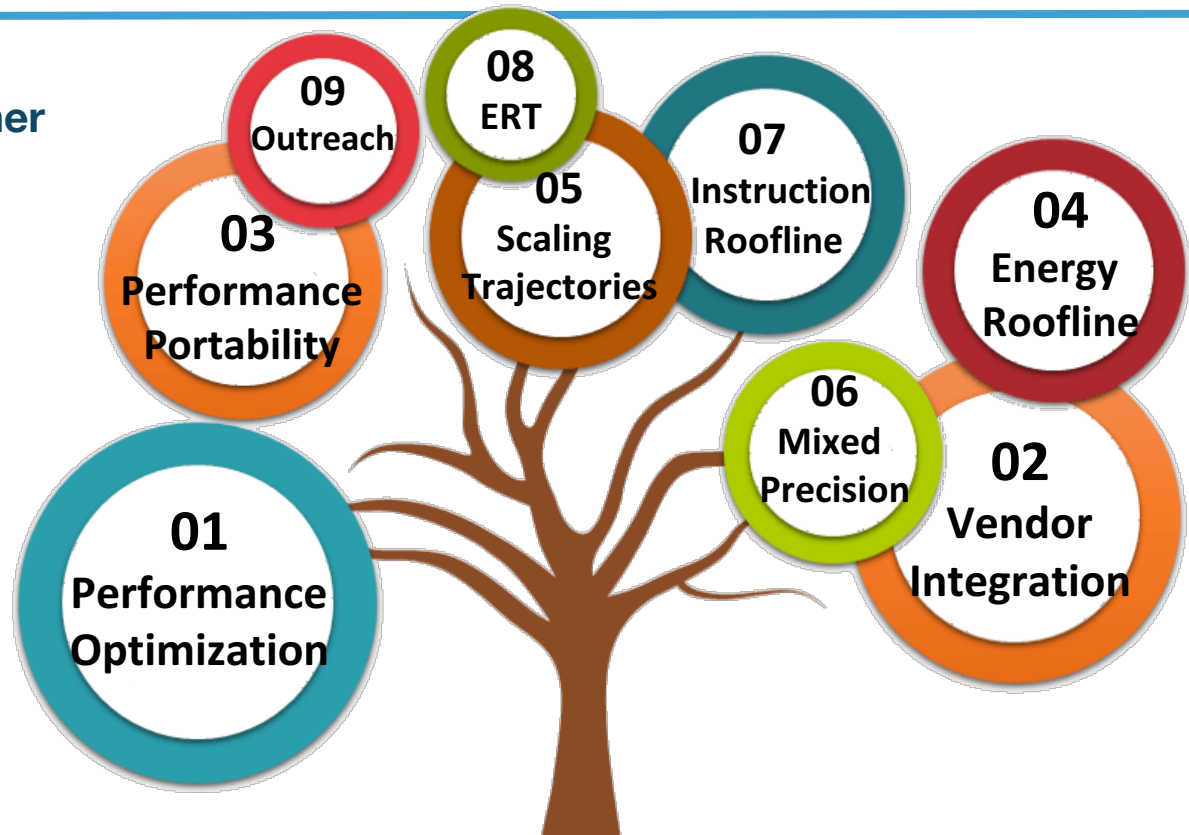 09
Outreach
08
ERT
07
Instruction
Roofline
03
Performance
Portability
05
Scaling
Trajectories
04
Energy
Roofline
06
Mixed
Precision
01
Performance
Optimization
02
Vendor
Integration